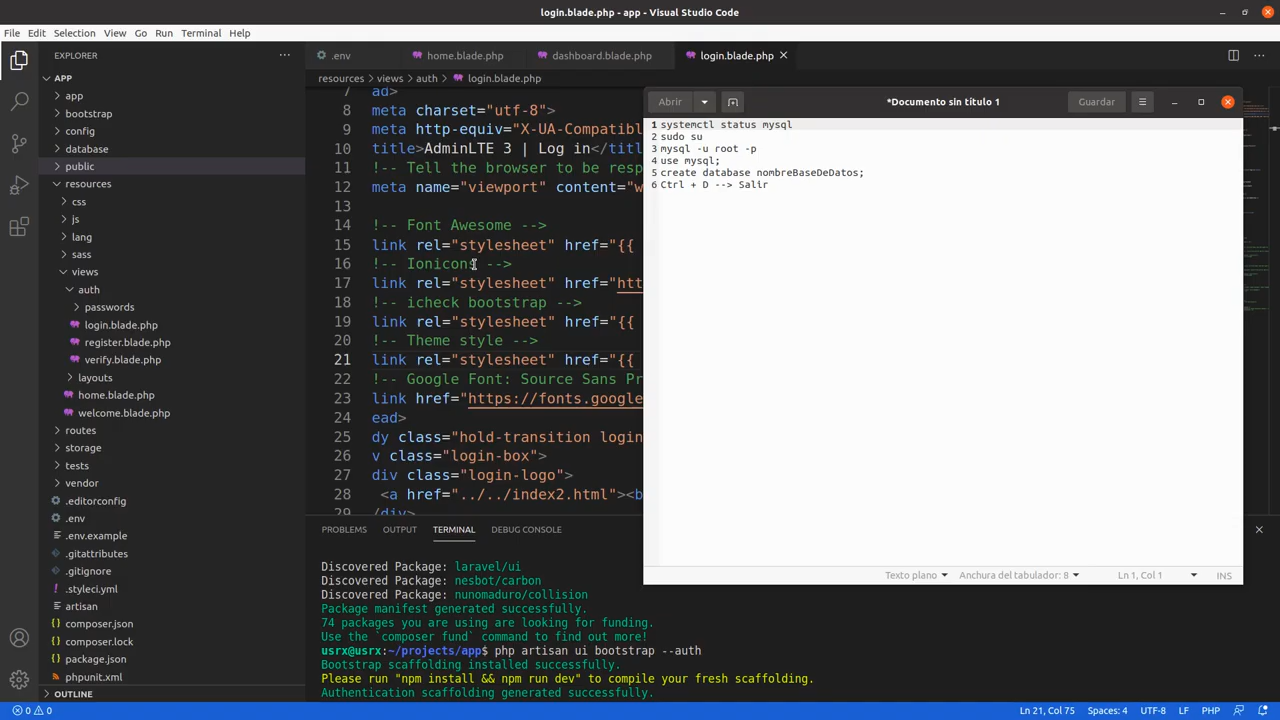 login.blade.php - app - Visual Studio Code
File Edit Selection View Go Run Terminal Help
EXPLORER
.env home.blade.php dashboard.blade.php login.blade.php
APP
resources > views > auth > login.blade.php
app
bootstrap
config
database
public
resources
css
js
lang
sass
views
auth
passwords
login.blade.php
register.blade.php
verify.blade.php
layouts
home.blade.php
welcome.blade.php
routes
storage
tests
vendor
.editorconfig
.env
.env.example
.gitattributes
.gitignore
.styleci.yml
artisan
composer.json
composer.lock
package.json
phpunit.xml
OUTLINE
7 ad>
8 meta charset="utf-8">
9 meta http-equiv="X-UA-Compatibl
10 title>AdminLTE 3 | Log in</titl
11 !-- Tell the browser to be resp
12 meta name="viewport" content="w
13
14 !-- Font Awesome -->
15 link rel="stylesheet" href="{{
16 !-- Ionicons -->
17 link rel="stylesheet" href="htt
18 !-- icheck bootstrap -->
19 link rel="stylesheet" href="{{
20 !-- Theme style -->
21 link rel="stylesheet" href="{{
22 !-- Google Font: Source Sans Pr
23 link href="https://fonts.google
24 ead>
25 dy class="hold-transition login
26 v class="login-box">
27 div class="login-logo">
28 <a href="../../index2.html"><b
29 /div>
Abrir *Documento sin título 1 Guardar
1 systemctl status mysql
2 sudo su
3 mysql -u root -p
4 use mysql;
5 create database nombreBaseDeDatos;
6 Ctrl + D --> Salir
Texto plano Anchura del tabulador: 8 Ln 1, Col 1 INS
PROBLEMS OUTPUT TERMINAL DEBUG CONSOLE
Discovered Package: laravel/ui
Discovered Package: nesbot/carbon
Discovered Package: nunomaduro/collision
Package manifest generated successfully.
74 packages you are using are looking for funding.
Use the `composer fund` command to find out more!
usrx@usrx:~/projects/app$ php artisan ui bootstrap --auth
Bootstrap scaffolding installed successfully.
Please run "npm install && npm run dev" to compile your fresh scaffolding.
Authentication scaffolding generated successfully.
0 0 Ln 21, Col 75 Spaces: 4 UTF-8 LF PHP